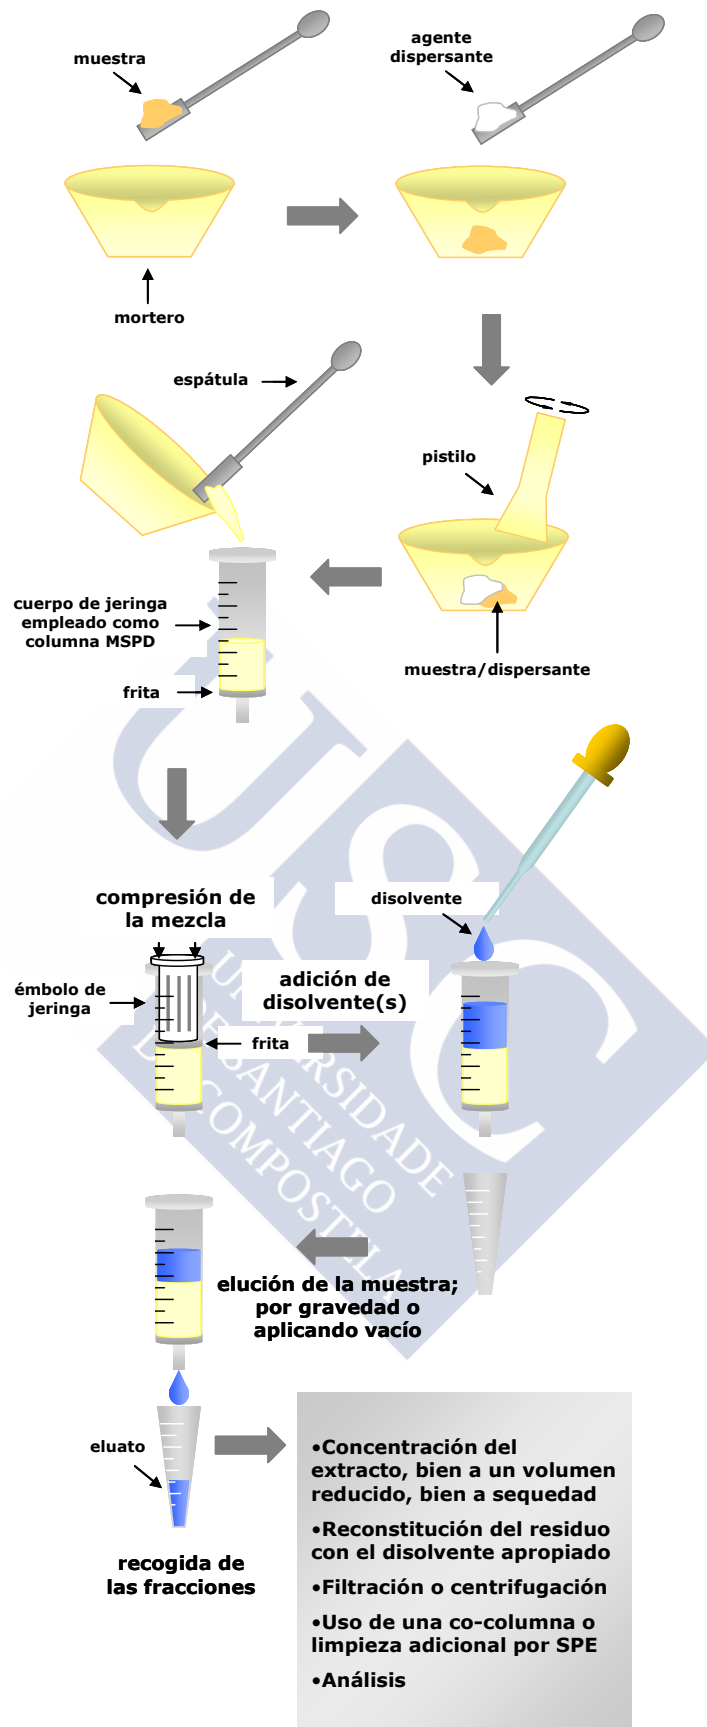 muestra
agente
dispersante
mortero
espátula
pistilo
cuerpo de jeringa
empleado como
columna MSPD
muestra/dispersante
frita
compresión de
la mezcla
disolvente
émbolo de
jeringa
adición de
disolvente(s)
frita
USC
UNIVERSIDADE
DE SANTIAGO
DE COMPOSTELA
elución de la muestra;
por gravedad o
aplicando vacío
eluato
recogida de
las fracciones
•Concentración del
extracto, bien a un volumen
reducido, bien a sequedad
•Reconstitución del residuo
con el disolvente apropiado
•Filtración o centrifugación
•Uso de una co-columna o
limpieza adicional por SPE
•Análisis